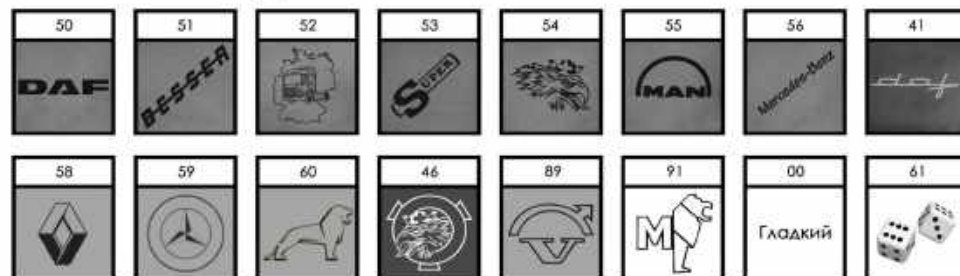 50 51 52 53 54 55 56 41
DAF BESSER SUPER MAN Mercedes-Benz daf
58 59 60 46 89 91 00 61
V M Гладкий